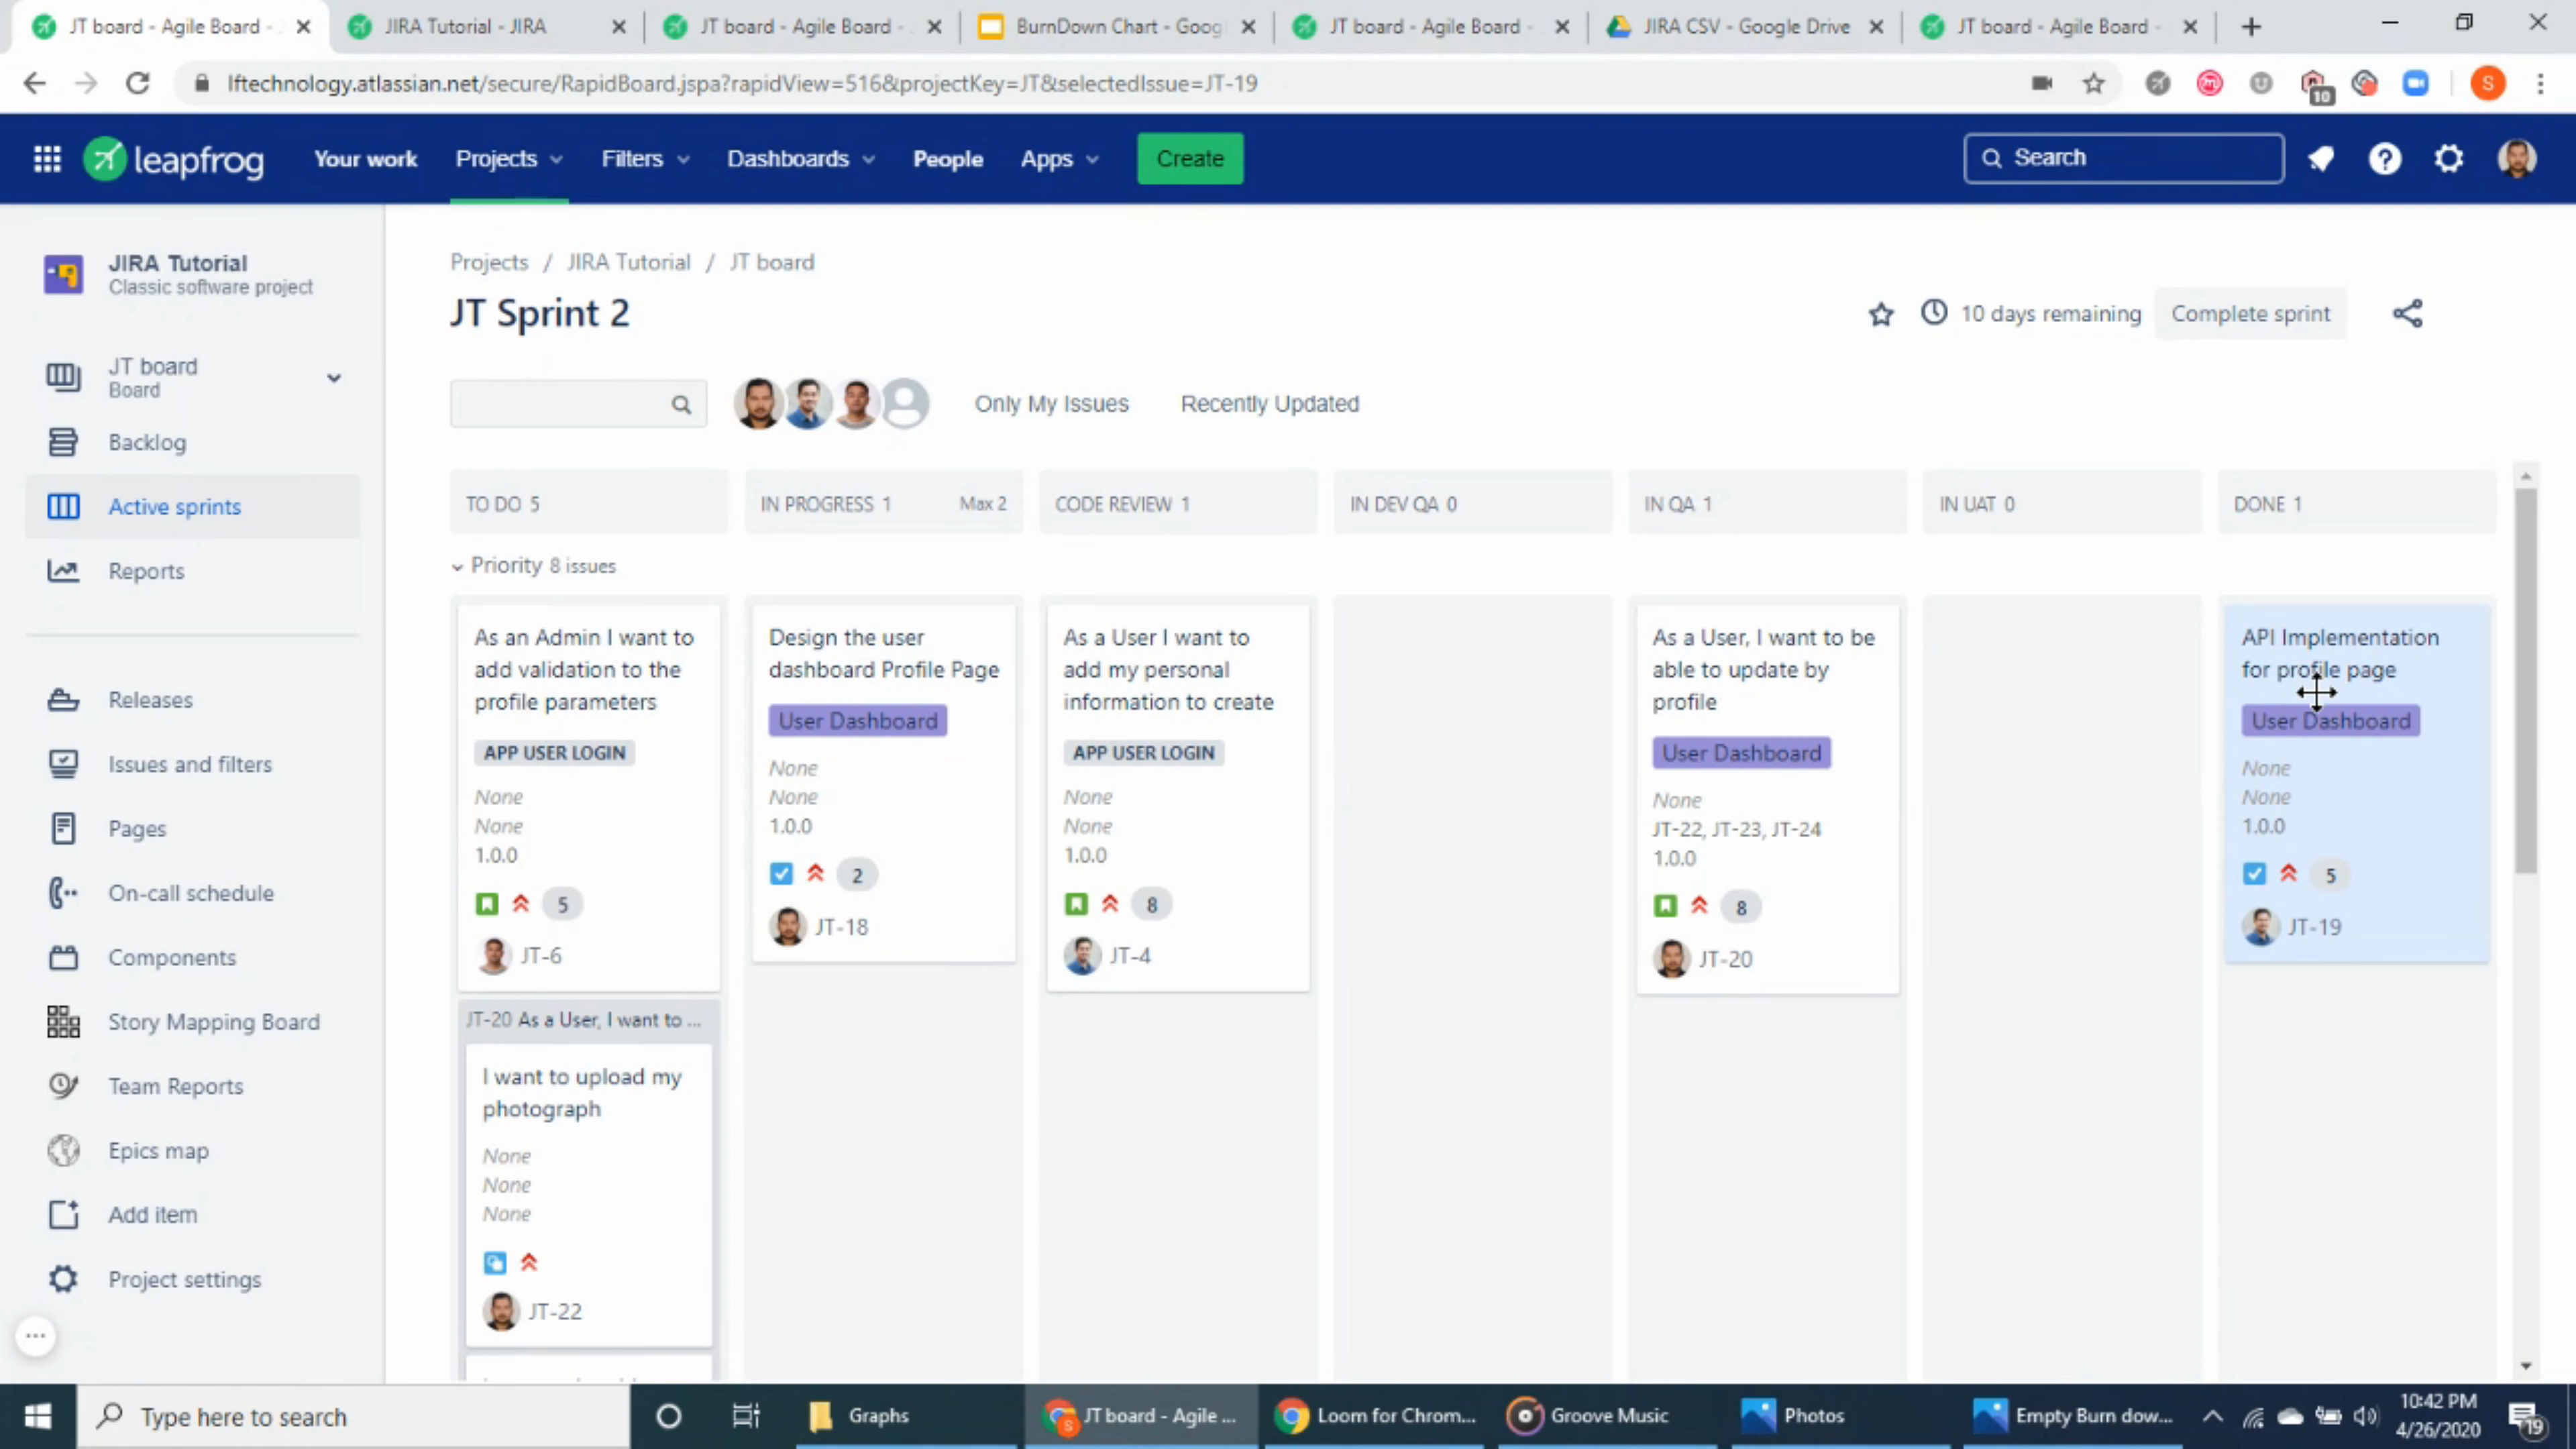 JT board - Agile Board -
JIRA Tutorial - JIRA
JT board - Agile Board -
BurnDown Chart - Goog
JT board - Agile Board -
JIRA CSV - Google Drive
JT board - Agile Board -
lftechnology.atlassian.net/secure/RapidBoard.jspa?rapidView=516&projectKey=JT&selectedIssue=JT-19
10
S
leapfrog
Your work
Projects
Filters
Dashboards
People
Apps
Create
Search
JIRA Tutorial
Classic software project
JT board
Board
Backlog
Active sprints
Reports
Releases
Issues and filters
Pages
On-call schedule
Components
Story Mapping Board
Team Reports
Epics map
Add item
Project settings
Projects / JIRA Tutorial / JT board
JT Sprint 2
10 days remaining
Complete sprint
Only My Issues
Recently Updated
TO DO 5
IN PROGRESS 1
Max 2
CODE REVIEW 1
IN DEV QA 0
IN QA 1
IN UAT 0
DONE 1
Priority 8 issues
As an Admin I want to
add validation to the
profile parameters
APP USER LOGIN
None
None
1.0.0
5
JT-6
JT-20 As a User, I want to ...
I want to upload my
photograph
None
None
None
JT-22
Design the user
dashboard Profile Page
User Dashboard
None
None
1.0.0
2
JT-18
As a User I want to
add my personal
information to create
APP USER LOGIN
None
None
1.0.0
8
JT-4
As a User, I want to be
able to update by
profile
User Dashboard
None
JT-22, JT-23, JT-24
1.0.0
8
JT-20
API Implementation
for profile page
User Dashboard
None
None
1.0.0
5
JT-19
Type here to search
Graphs
S
JT board - Agile ...
Loom for Chrom...
Groove Music
Photos
Empty Burn dow...
10:42 PM
4/26/2020
19